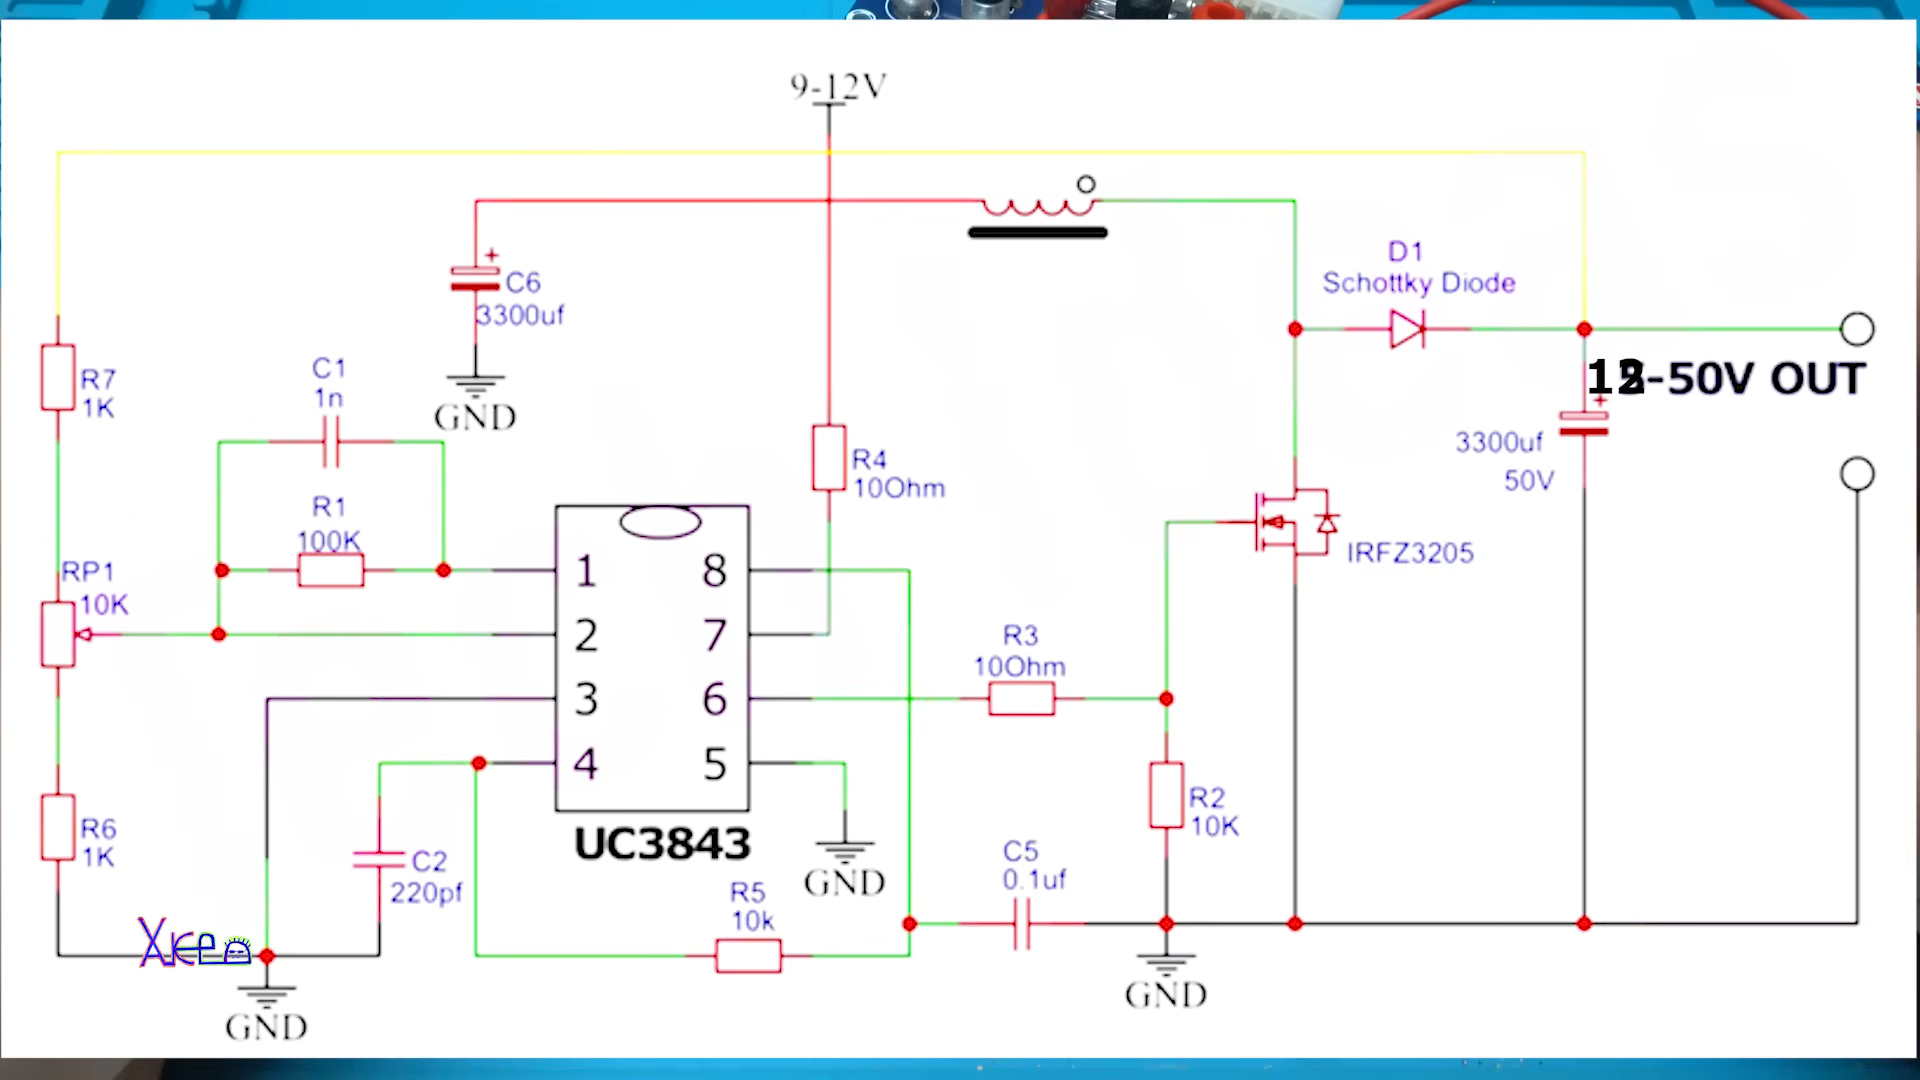 9-12V
D1
Schottky Diode
C6
3300uf
GND
C1
1n
R7
1K
-50V OUT
3300uf
50V
R4
10Ohm
R1
100K
IRFZ3205
RP1
10K
1
2
3
4
8
7
6
5
UC3843
R3
10Ohm
R2
10K
R6
1K
C2
220pf
GND
C5
0.1uf
R5
10k
GND
GND